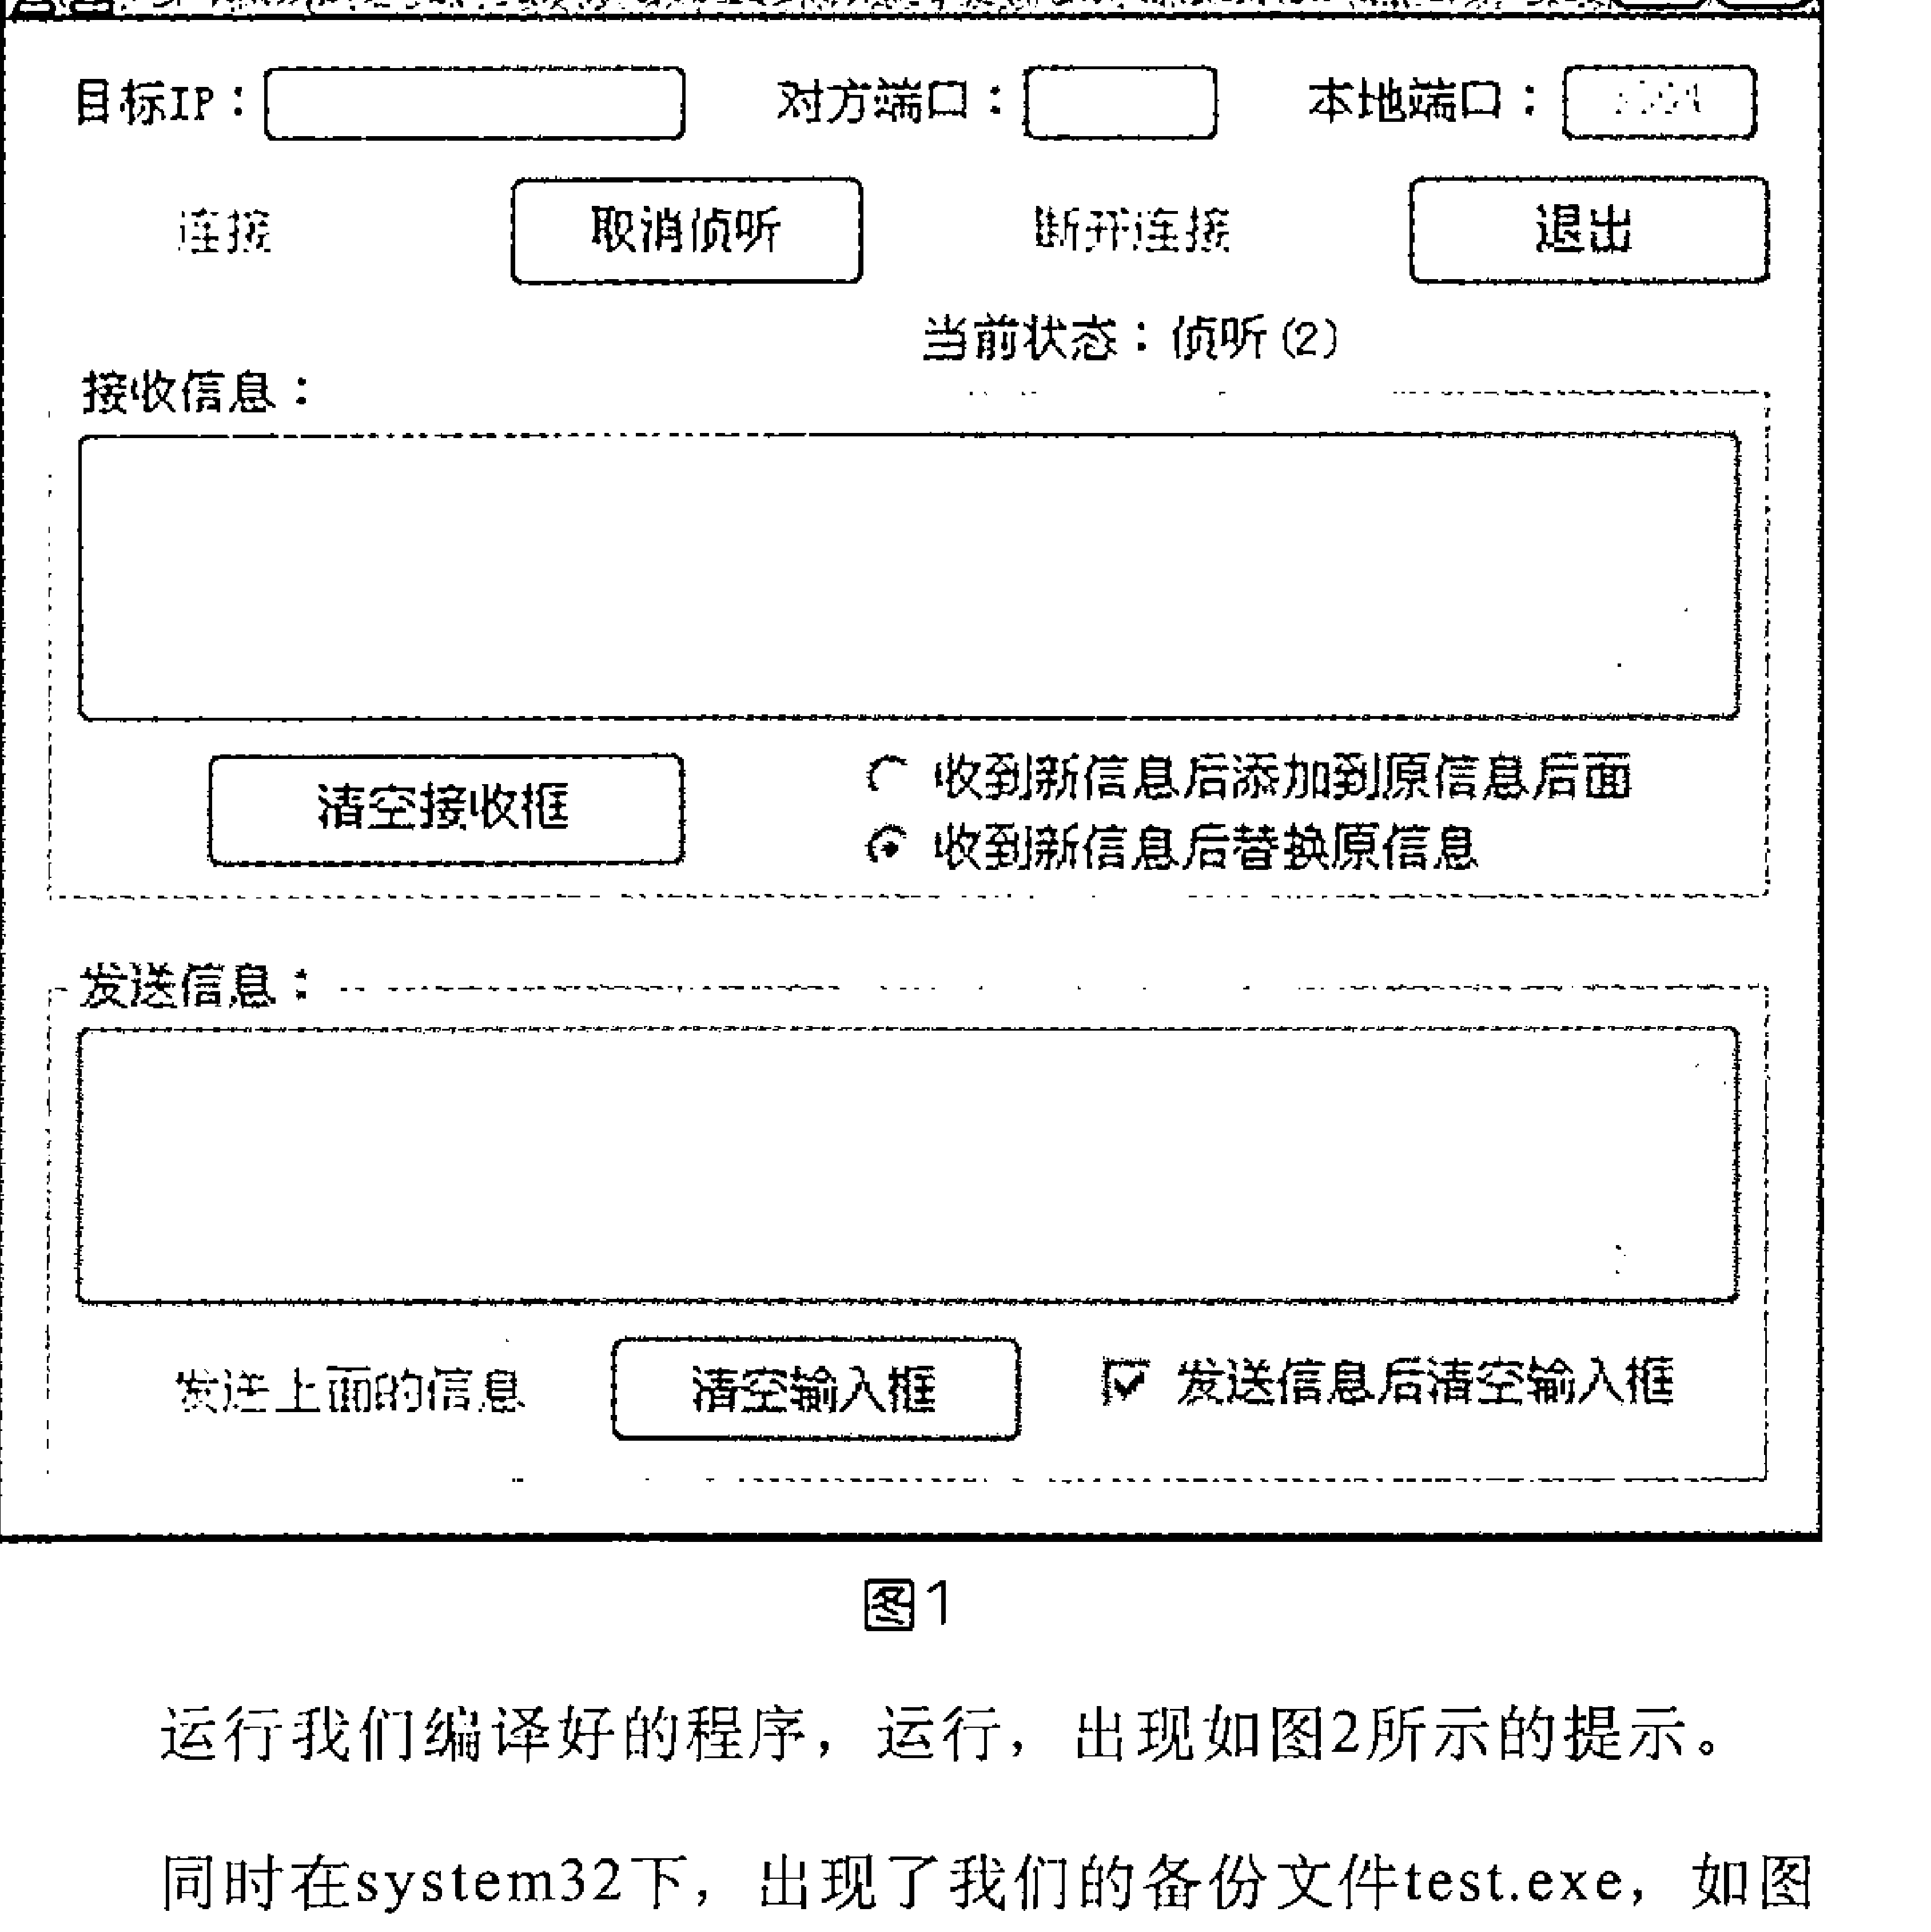 目标IP： 对方端口： 本地端口：
连接 取消侦听 断开连接 退出
当前状态：侦听(2)
接收信息：
清空接收框
收到新信息后添加到原信息后面
收到新信息后替换原信息
发送信息：
发送上面的信息 清空输入框 发送信息后清空输入框
图1
运行我们编译好的程序，运行，出现如图2所示的提示。
同时在system32下，出现了我们的备份文件test.exe，如图